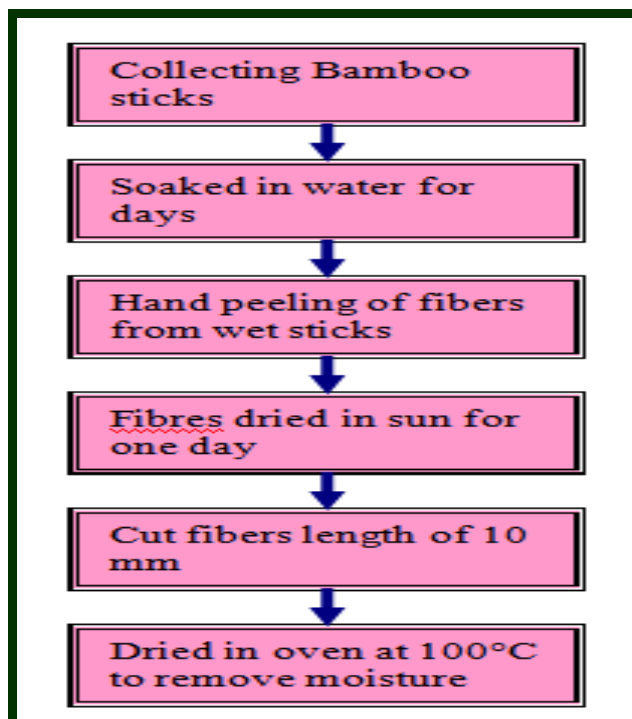 Collecting Bamboo
sticks
Soaked in water for
days
Hand peeling of fibers
from wet sticks
Fibres dried in sun for
one day
Cut fibers length of 10
mm
Dried in oven at 100°C
to remove moisture